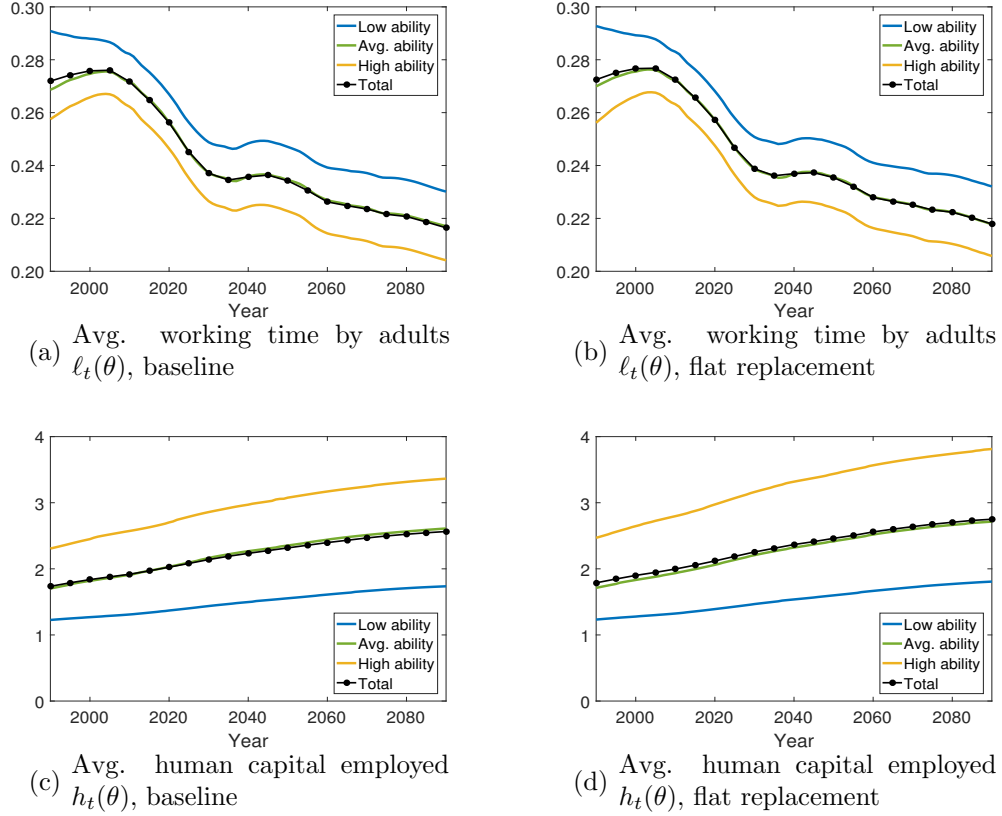 0.30
0.28
0.26
0.24
0.22
0.20
Low ability
Avg. ability
High ability
Total
2000 2020 2040 2060 2080
Year
(a) Avg. working time by adults
ℓt(θ), baseline
0.30
0.28
0.26
0.24
0.22
0.20
Low ability
Avg. ability
High ability
Total
2000 2020 2040 2060 2080
Year
(b) Avg. working time by adults
ℓt(θ), flat replacement
4
3
2
1
0
Low ability
Avg. ability
High ability
Total
2000 2020 2040 2060 2080
Year
(c) Avg. human capital employed
ht(θ), baseline
4
3
2
1
0
Low ability
Avg. ability
High ability
Total
2000 2020 2040 2060 2080
Year
(d) Avg. human capital employed
ht(θ), flat replacement